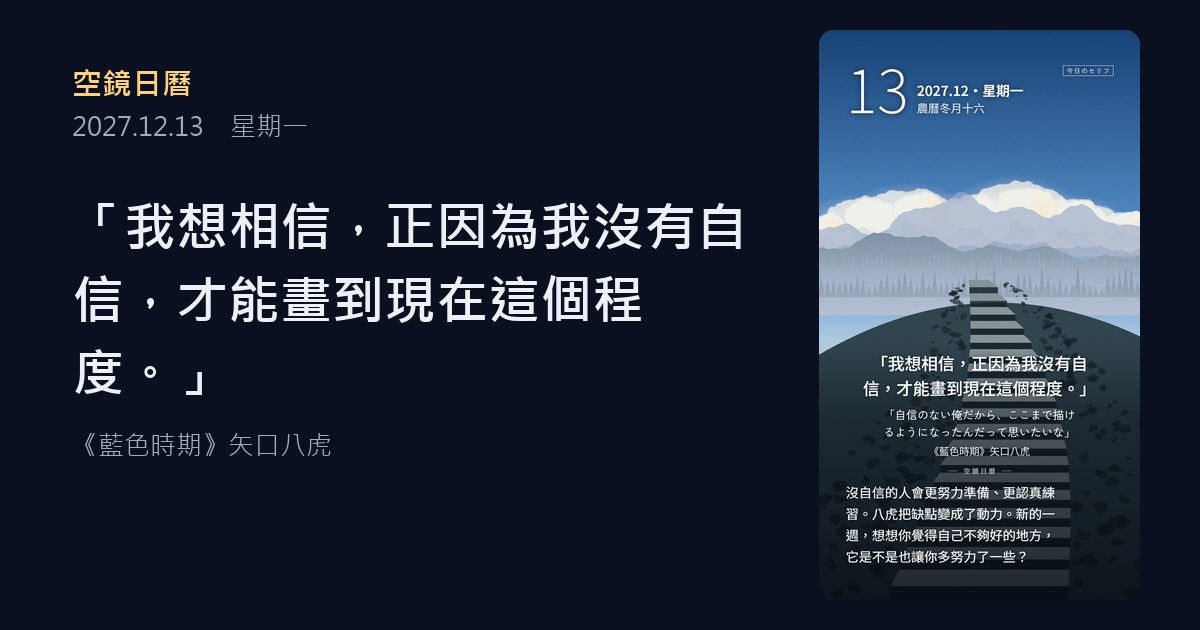 空鏡日曆
2027.12.13 星期一
「我想相信，正因為我沒有自
信，才能畫到現在這個程
度。」
《藍色時期》矢口八虎
13
2027.12・星期一
農曆冬月十六
今日のセリフ
「我想相信，正因為我沒有自
信，才能畫到現在這個程度。」
「自信のない俺だから、ここまで描け
るようになったんだって思いたいな」
《藍色時期》矢口八虎
— 空鏡日曆 —
沒自信的人會更努力準備、更認真練
習。八虎把缺點變成了動力。新的一
週，想想你覺得自己不夠好的地方，
它是不是也讓你多努力了一些？